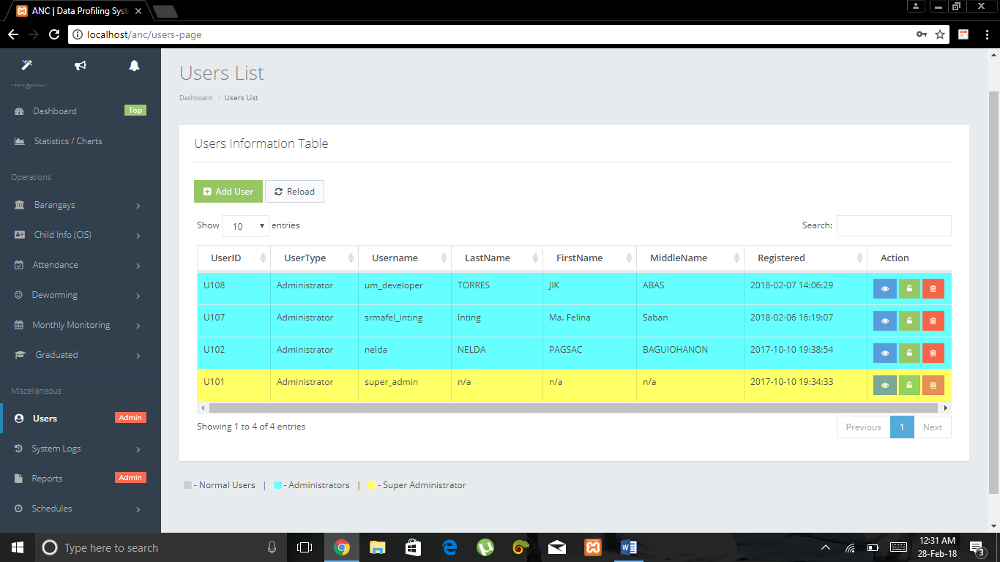 ANC | Data Profiling Syst
localhost/anc/users-page
Navigation
Dashboard Top
Statistics / Charts
Operations
Barangays
Child Info (CIS)
Attendance
Deworming
Monthly Monitoring
Graduated
Miscellaneous
Users Admin
System Logs
Reports Admin
Schedules
Users List
Dashboard > Users List
Users Information Table
Add User Reload
Show 10 entries Search:
UserID UserType Username LastName FirstName MiddleName Registered Action
U108 Administrator um_developer TORRES JIK ABAS 2018-02-07 14:06:29
U107 Administrator srmafel_inting Inting Ma. Felina Saban 2018-02-06 16:19:07
U102 Administrator nelda NELDA PAGSAC BAGUIOHANON 2017-10-10 19:38:54
U101 Administrator super_admin n/a n/a n/a 2017-10-10 19:34:33
Showing 1 to 4 of 4 entries Previous 1 Next
- Normal Users | - Administrators | - Super Administrator
Type here to search
12:31 AM
28-Feb-18
3